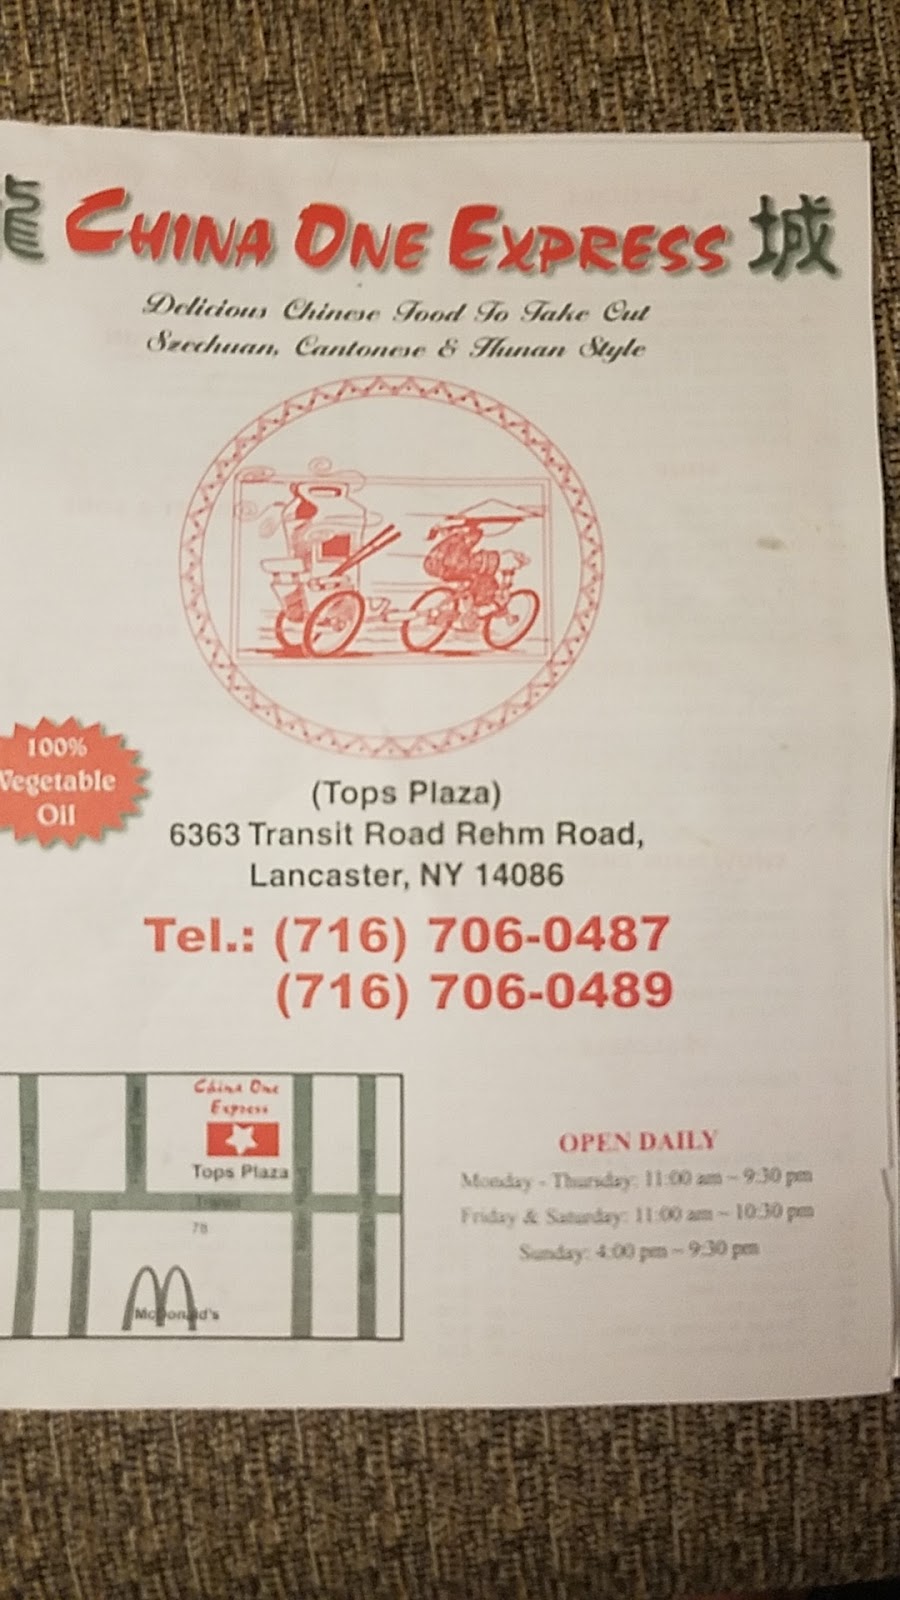 龍 CHINA ONE EXPRESS 城
Delicious Chinese Food To Take Out
Szechuan, Cantonese & Hunan Style
100%
Vegetable
Oil
(Tops Plaza)
6363 Transit Road Rehm Road,
Lancaster, NY 14086
Tel.: (716) 706-0487
(716) 706-0489
China One
Express
Tops Plaza
Transit
78
McDonald's
OPEN DAILY
Monday - Thursday: 11:00 am - 9:30 pm
Friday & Saturday: 11:00 am - 10:30 pm
Sunday: 4:00 pm - 9:30 pm